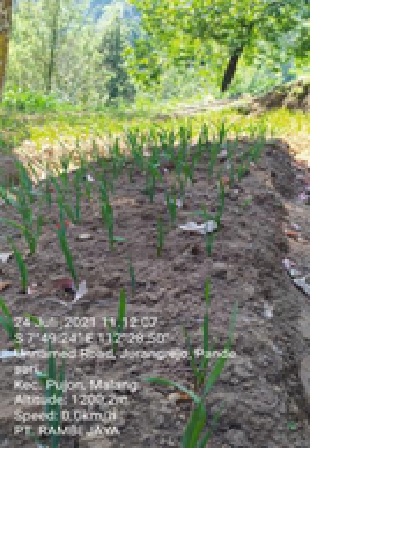 24 Juli 2021 11.12.07
S 7°49'24" E 112°28'50"
Unnamed Road, Jurangrejo, Pande
sari,
Kec. Pujon, Malang
Altitude: 1200.2m
Speed: 0.0km/h
PT. RAMBI JAYA